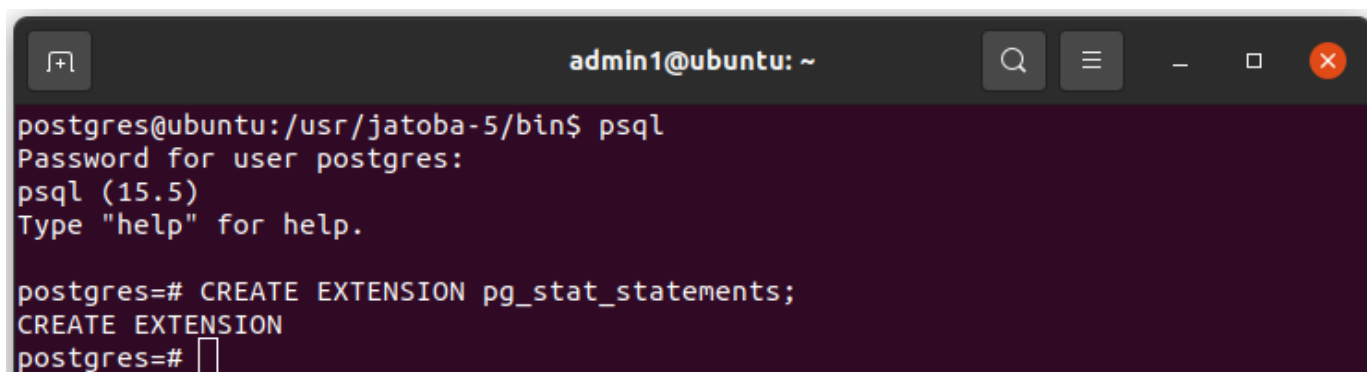 admin1@ubuntu: ~
postgres@ubuntu:/usr/jatoba-5/bin$ psql
Password for user postgres:
psql (15.5)
Type "help" for help.
postgres=# CREATE EXTENSION pg_stat_statements;
CREATE EXTENSION
postgres=#